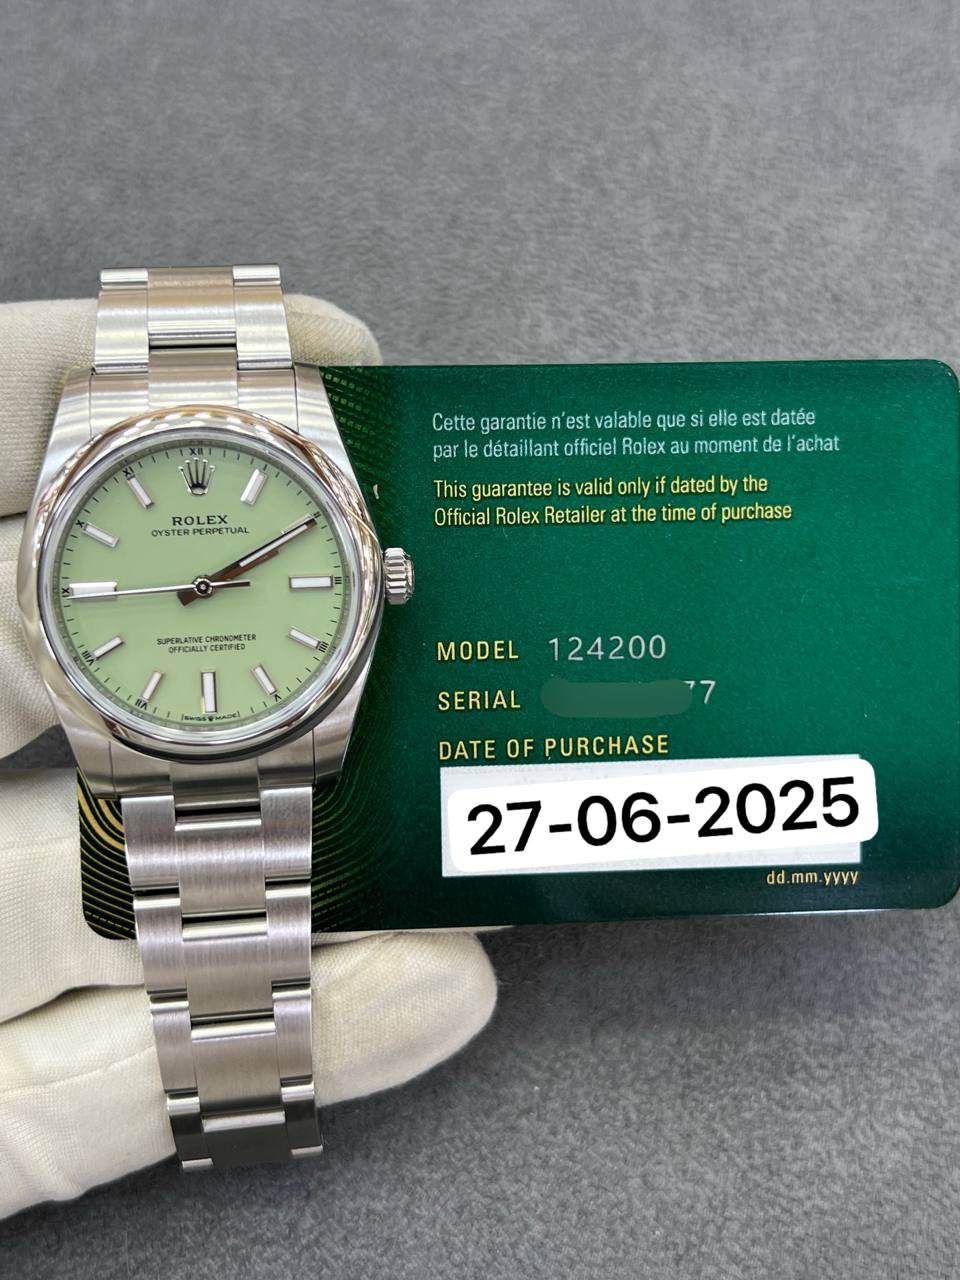 XII
XI
ROLEX
OYSTER PERPETUAL
SUPERLATIVE CHRONOMETER
OFFICIALLY CERTIFIED
SWISS MADE
Cette garantie n'est valable que si elle est datée
par le détaillant officiel Rolex au moment de l'achat
This guarantee is valid only if dated by the
Official Rolex Retailer at the time of purchase
MODEL 124200
SERIAL 77
DATE OF PURCHASE
27-06-2025
dd.mm.yyyy